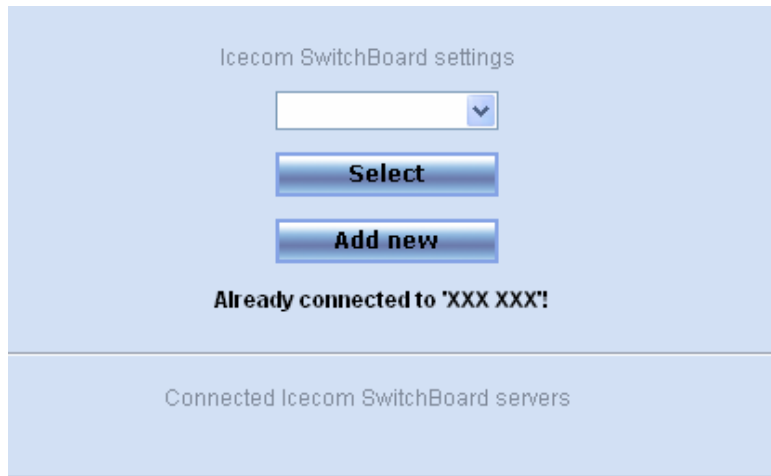 Icecom SwitchBoard settings
Select
Add new
Already connected to 'XXX XXX'!
Connected Icecom SwitchBoard servers